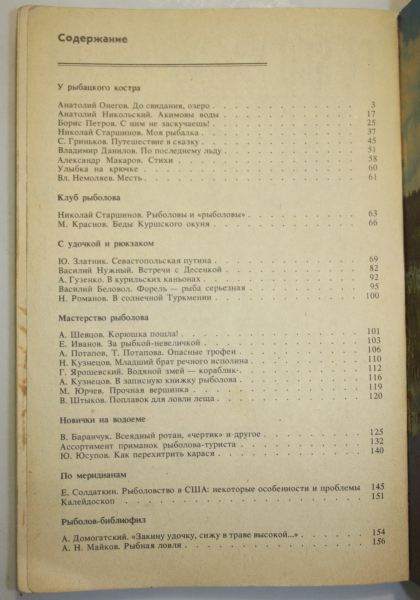 Содержание
У рыбацкого костра
Анатолий Онегов. До свидания, озеро 3
Анатолий Никольский. Акимовы воды 17
Борис Петров. С ним не заскучаешь! 25
Николай Старшинов. Моя рыбалка 37
С. Гриньков. Путешествие в сказку 45
Владимир Данилов. По последнему льду 51
Александр Макаров. Стихи 58
Улыбка на крючке 60
Вл. Немоляев. Месть 61
Клуб рыболова
Николай Старшинов. Рыболовы и «рыболовы» 63
М. Краснов. Беды Куршского окуня 66
С удочкой и рюкзаком
Ю. Златник. Севастопольская путина 69
Василий Нужный. Встречи с Десенкой 82
А. Гузенко. В курильских каньонах 92
Василий Беловол. Форель — рыба серьезная 95
Н. Романов. В солнечной Туркмении 100
Мастерство рыболова
А. Шевцов. Корюшка пошла! 101
Е. Иванов. За рыбкой-невеличкой 103
А. Потапов, Т. Потапова. Опасные трофеи 106
Н. Кузнецов. Младший брат речного исполина 110
Г. Ярошевский. Водяной змей — кораблик 112
А. Кузнецов. В записную книжку рыболова 116
М. Юрчев. Прочная вершинка 119
В. Штыков. Поплавок для ловли леща 120
Новички на водоеме
В. Баранчук. Всеядный ротан, «чертик» и другое 125
Ассортимент приманок рыболова-туриста 132
Ю. Юсупов. Как перехитрить карася 140
По меридианам
Е. Солдаткин. Рыболовство в США: некоторые особенности и проблемы 145
Калейдоскоп 151
Рыболов-библиофил
А. Домогатский. «Закину удочку, сижу в траве высокой...» 154
А. Н. Майков. Рыбная ловля 156